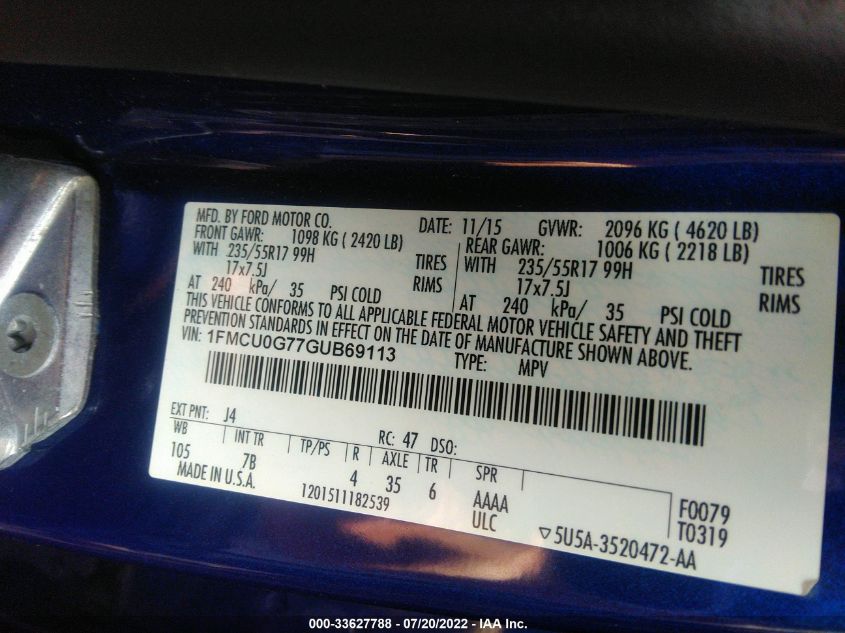 MFD. BY FORD MOTOR CO.
DATE: 11/15 GVWR: 2096 KG ( 4620 LB)
FRONT GAWR: 1098 KG ( 2420 LB)
REAR GAWR: 1006 KG ( 2218 LB)
WITH 235/55R17 99H TIRES
WITH 235/55R17 99H TIRES
17x7.5J RIMS
17x7.5J RIMS
AT 240 kPa/ 35 PSI COLD
AT 240 kPa/ 35 PSI COLD
THIS VEHICLE CONFORMS TO ALL APPLICABLE FEDERAL MOTOR VEHICLE SAFETY AND THEFT
PREVENTION STANDARDS IN EFFECT ON THE DATE OF MANUFACTURE SHOWN ABOVE.
VIN: 1FMCU0G77GUB69113
TYPE: MPV
EXT PNT: J4
RC: 47 DSO:
WB INT TR TP/PS R AXLE TR SPR
105 7B 4 35 6 AAAA
ULC
MADE IN U.S.A.
1201511182539
F0079
T0319
5U5A-3520472-AA
000-33627788 - 07/20/2022 - IAA Inc.